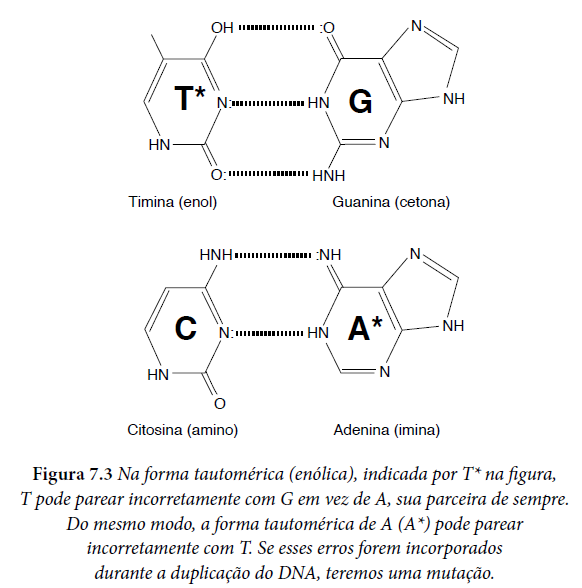 OH :O
N
T* N: HN G
NH
HN N
O: HNH
Timina (enol) Guanina (cetona)
HNH :NH
N
C N: HN A*
NH
HN N
O
Citosina (amino) Adenina (imina)
Figura 7.3 Na forma tautomérica (enólica), indicada por T* na figura,
T pode parear incorretamente com G em vez de A, sua parceira de sempre.
Do mesmo modo, a forma tautomérica de A (A*) pode parear
incorretamente com T. Se esses erros forem incorporados
durante a duplicação do DNA, teremos uma mutação.